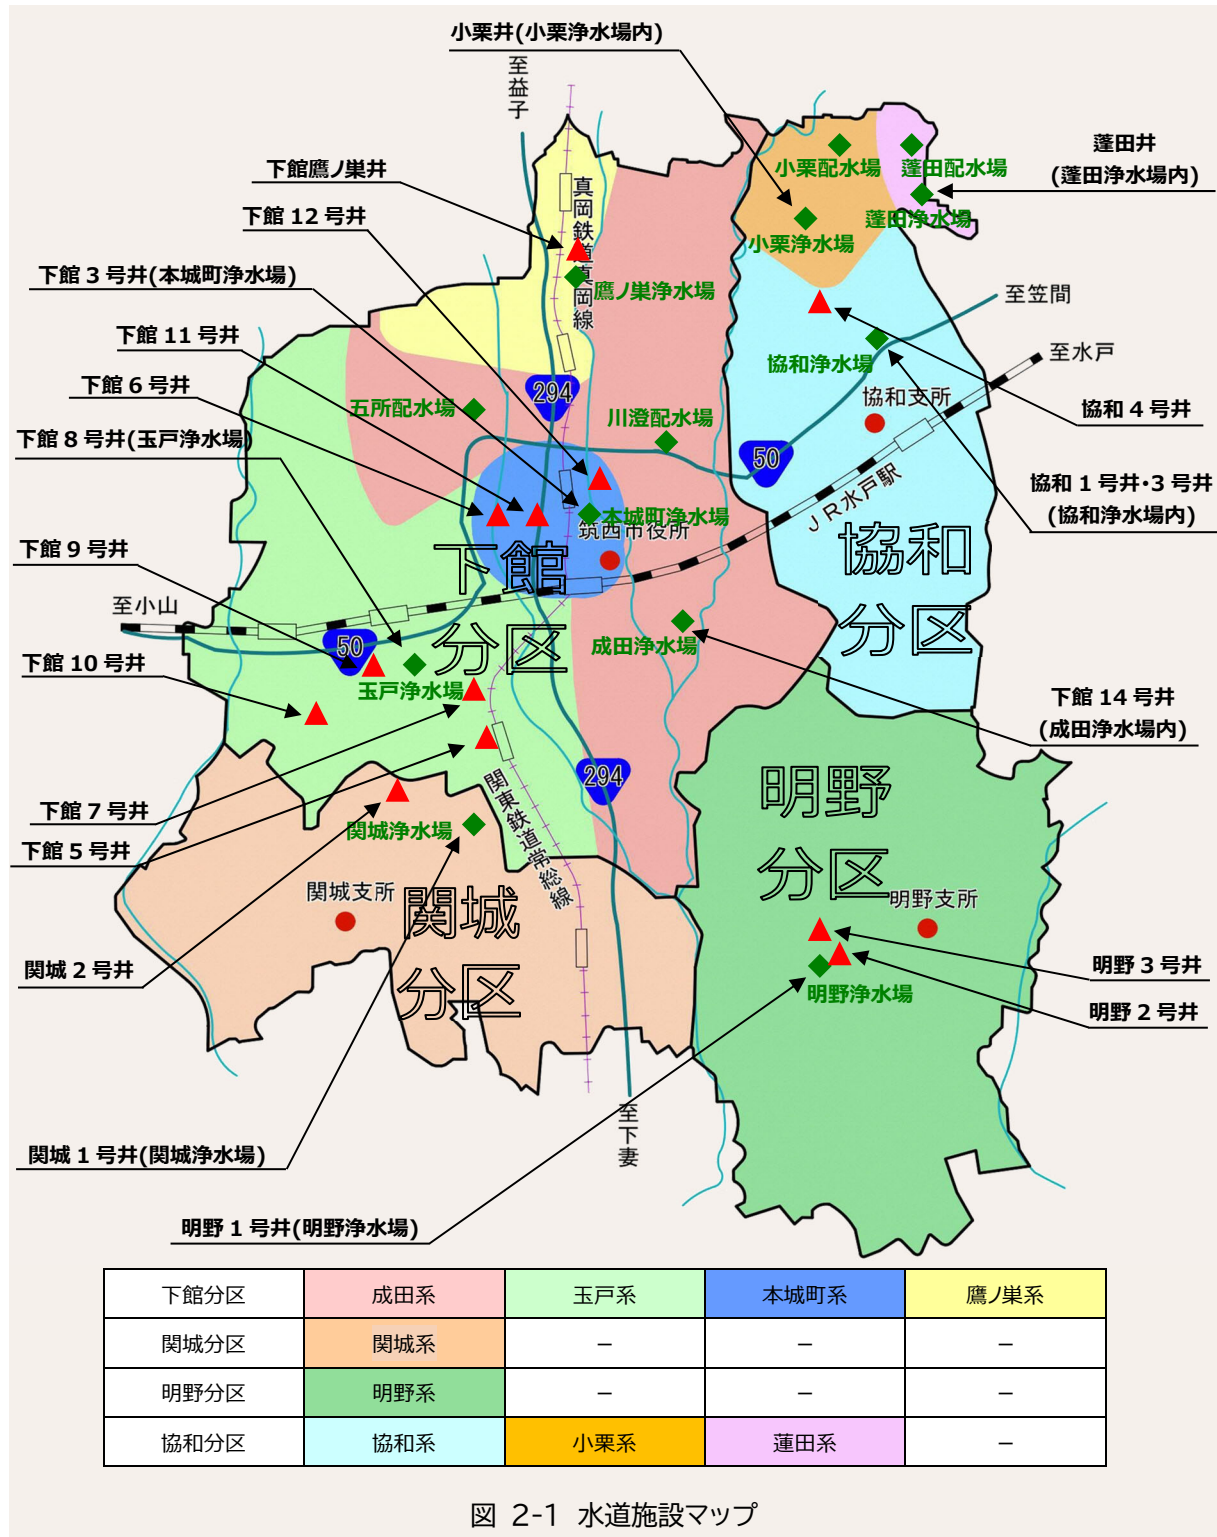 小栗井(小栗浄水場内)
至益子
蓬田井
(蓬田浄水場内)
小栗配水場
蓬田配水場
下館鷹ノ巣井
真岡鉄道真岡線
下館 12 号井
蓬田浄水場
小栗浄水場
下館 3 号井(本城町浄水場)
鷹ノ巣浄水場
至笠間
下館 11 号井
協和浄水場
至水戸
下館 6 号井
294
協和支所
五所配水場
川澄配水場
協和 4 号井
下館 8 号井(玉戸浄水場)
50
協和 1 号井・3 号井
(協和浄水場内)
JR水戸駅
本城町浄水場
筑西市役所
下館 9 号井
下館
分区
協和
分区
至小山
50
成田浄水場
下館 10 号井
玉戸浄水場
下館 14 号井
(成田浄水場内)
294
明野
分区
関東鉄道常総線
下館 7 号井
関城浄水場
下館 5 号井
関城支所
関城
分区
明野支所
関城 2 号井
明野 3 号井
明野浄水場
明野 2 号井
至下妻
関城 1 号井(関城浄水場)
明野 1 号井(明野浄水場)
下館分区 成田系 玉戸系 本城町系 鷹ノ巣系
関城分区 関城系 － － －
明野分区 明野系 － － －
協和分区 協和系 小栗系 蓮田系 －
図 2-1 水道施設マップ